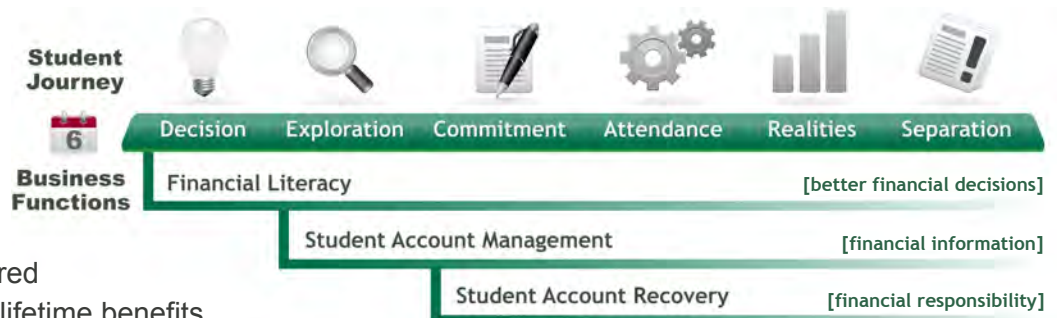 Student
Journey
6
Decision Exploration Commitment Attendance Realities Separation
Business
Functions
Financial Literacy [better financial decisions]
Student Account Management [financial information]
Student Account Recovery [financial responsibility]
lifetime benefits